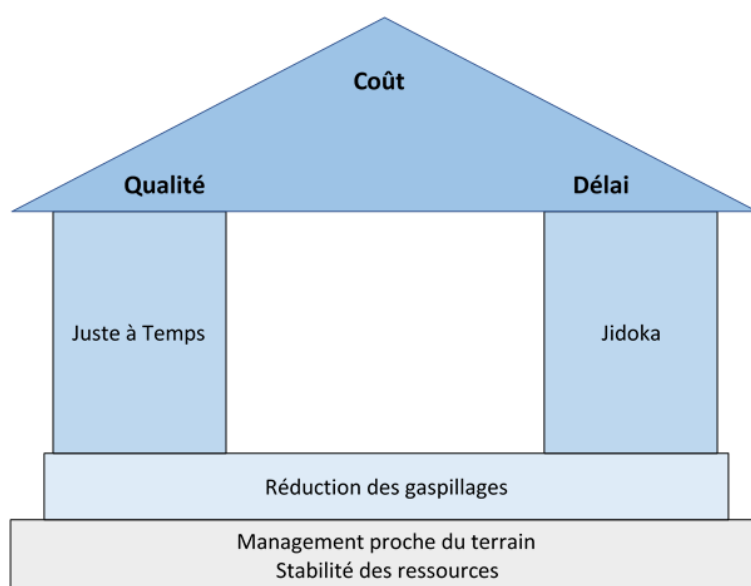 Coût
Qualité
Délai
Juste à Temps
Jidoka
Réduction des gaspillages
Management proche du terrain
Stabilité des ressources